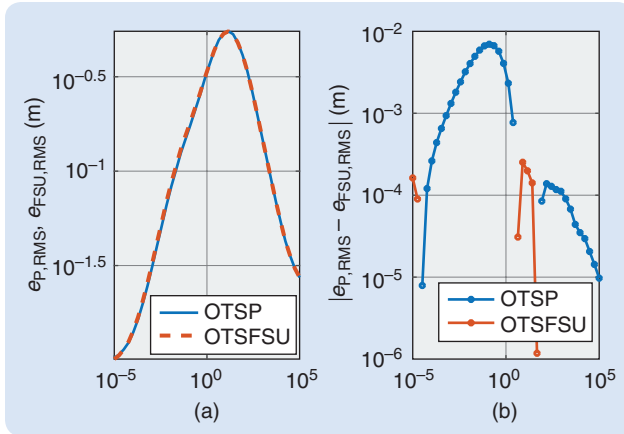 e_P,RMS, e_FSU,RMS (m)
10^-0.5
10^-1
10^-1.5
OTSP
OTSFSU
10^-5
10^0
10^5
(a)
|e_P,RMS − e_FSU,RMS| (m)
10^-2
10^-3
10^-4
10^-5
10^-6
OTSP
OTSFSU
10^-5
10^0
10^5
(b)